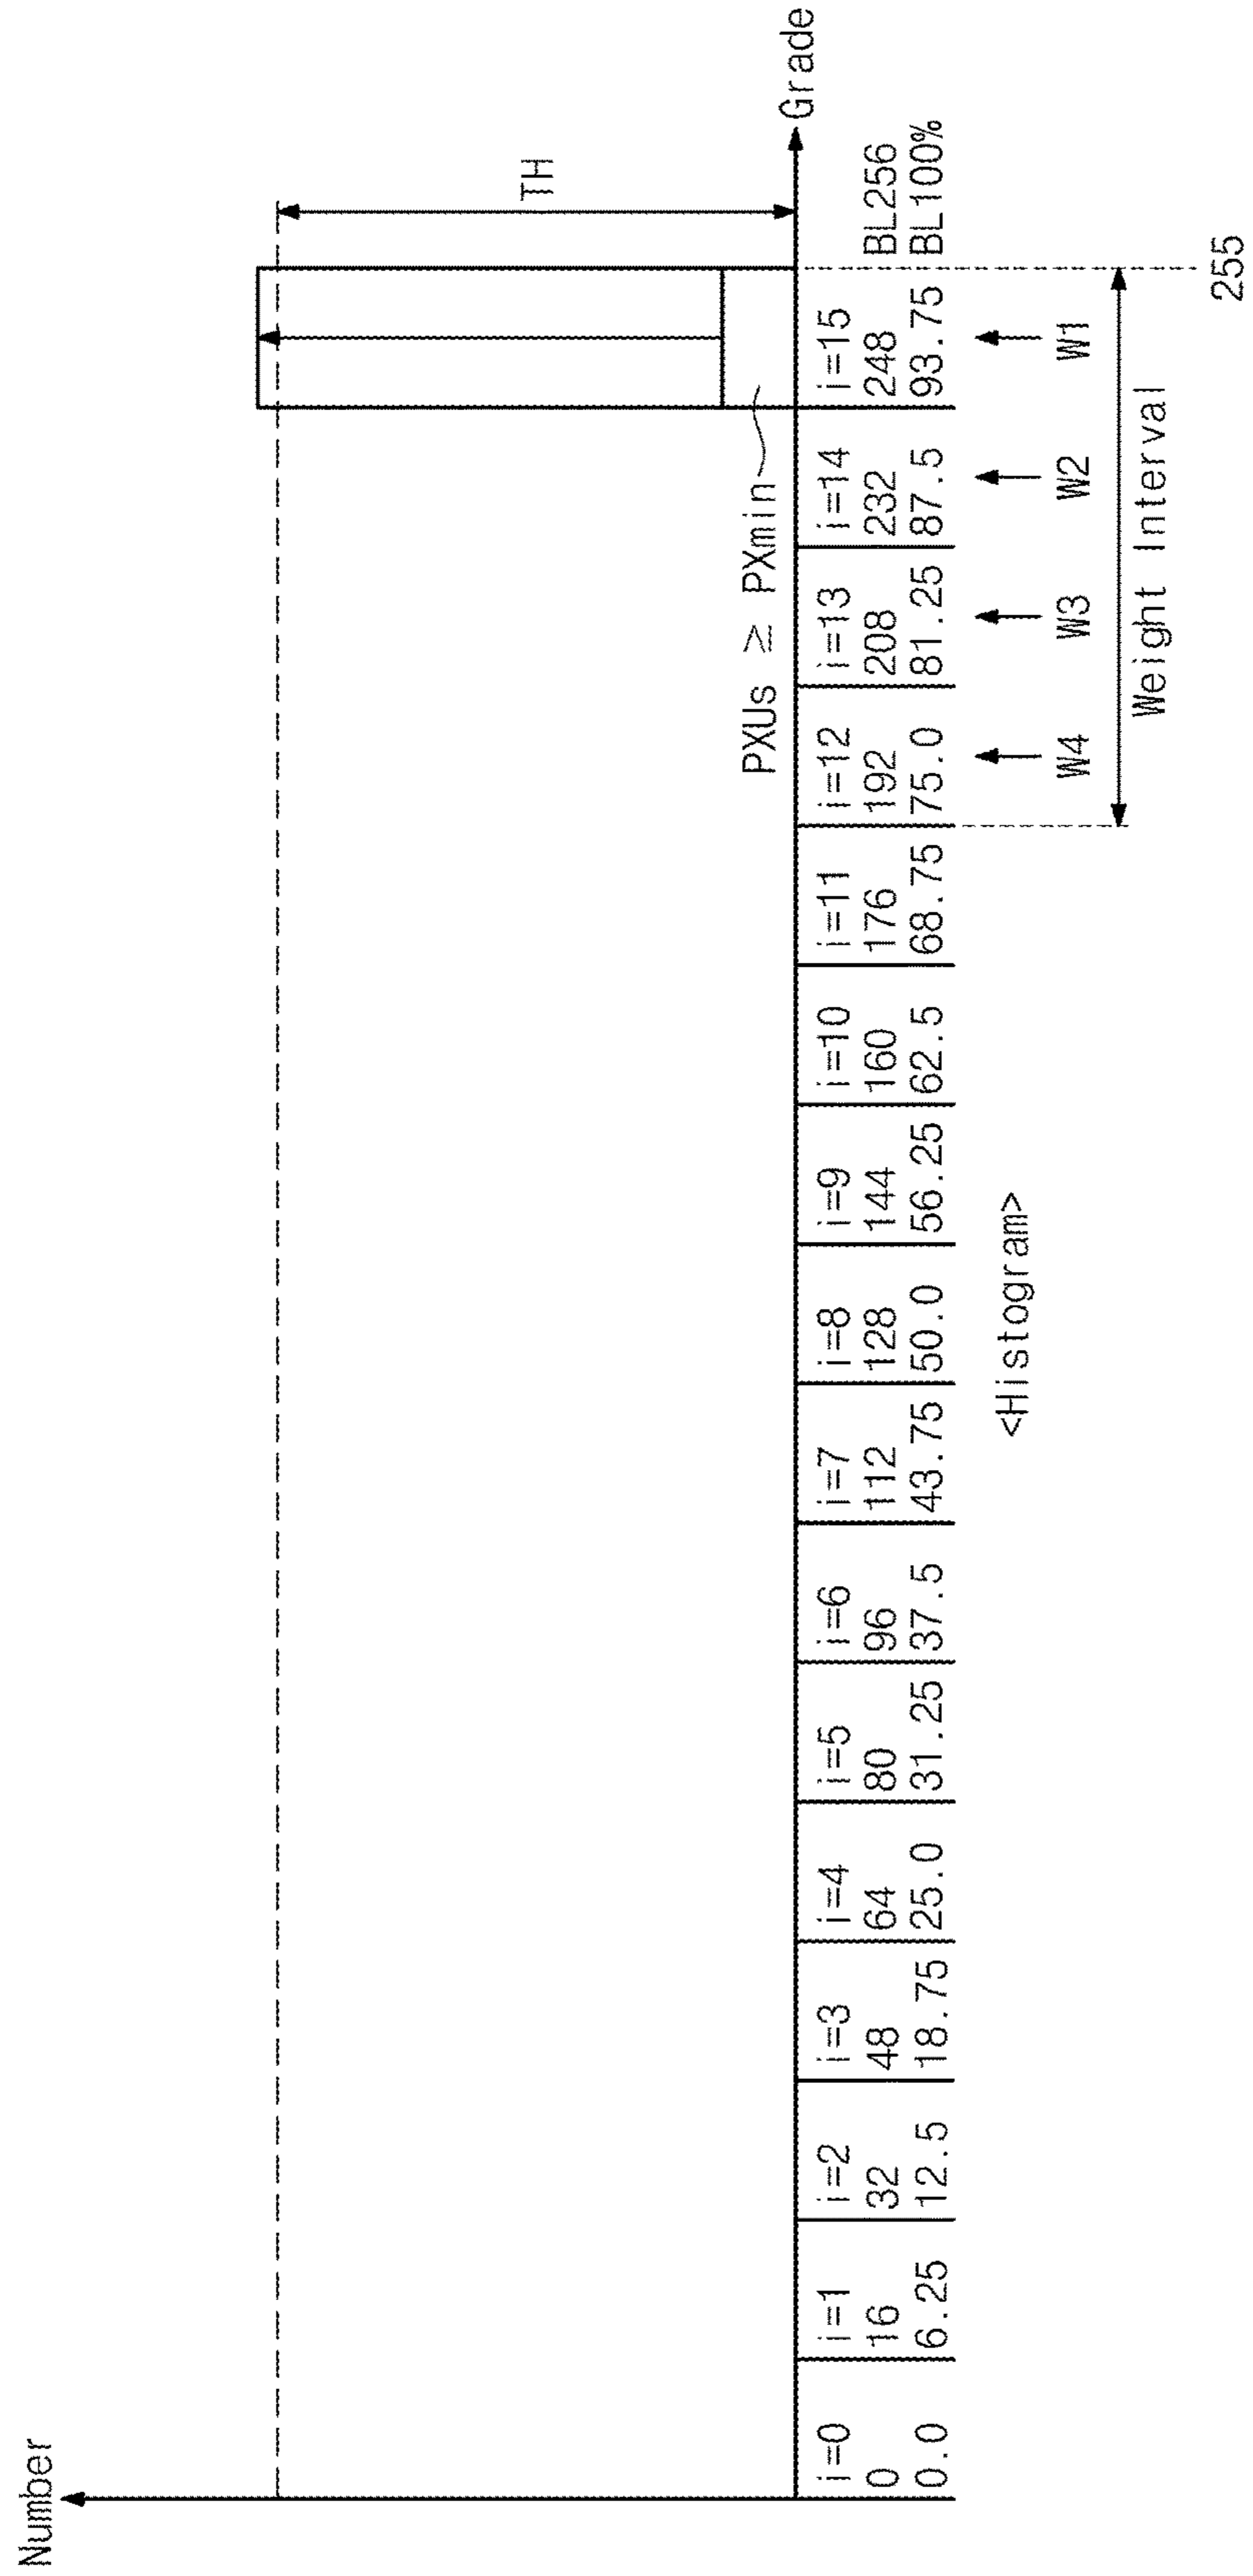 Number
TH
PXUs ≥ PXmin
Grade
i=0 i=1 i=2 i=3 i=4 i=5 i=6 i=7 i=8 i=9 i=10 i=11 i=12 i=13 i=14 i=15
0 16 32 48 64 80 96 112 128 144 160 176 192 208 232 248 BL256
0.0 6.25 12.5 18.75 25.0 31.25 37.5 43.75 50.0 56.25 62.5 68.75 75.0 81.25 87.5 93.75 BL100%
<Histogram>
W4 W3 W2 W1
Weight Interval
255